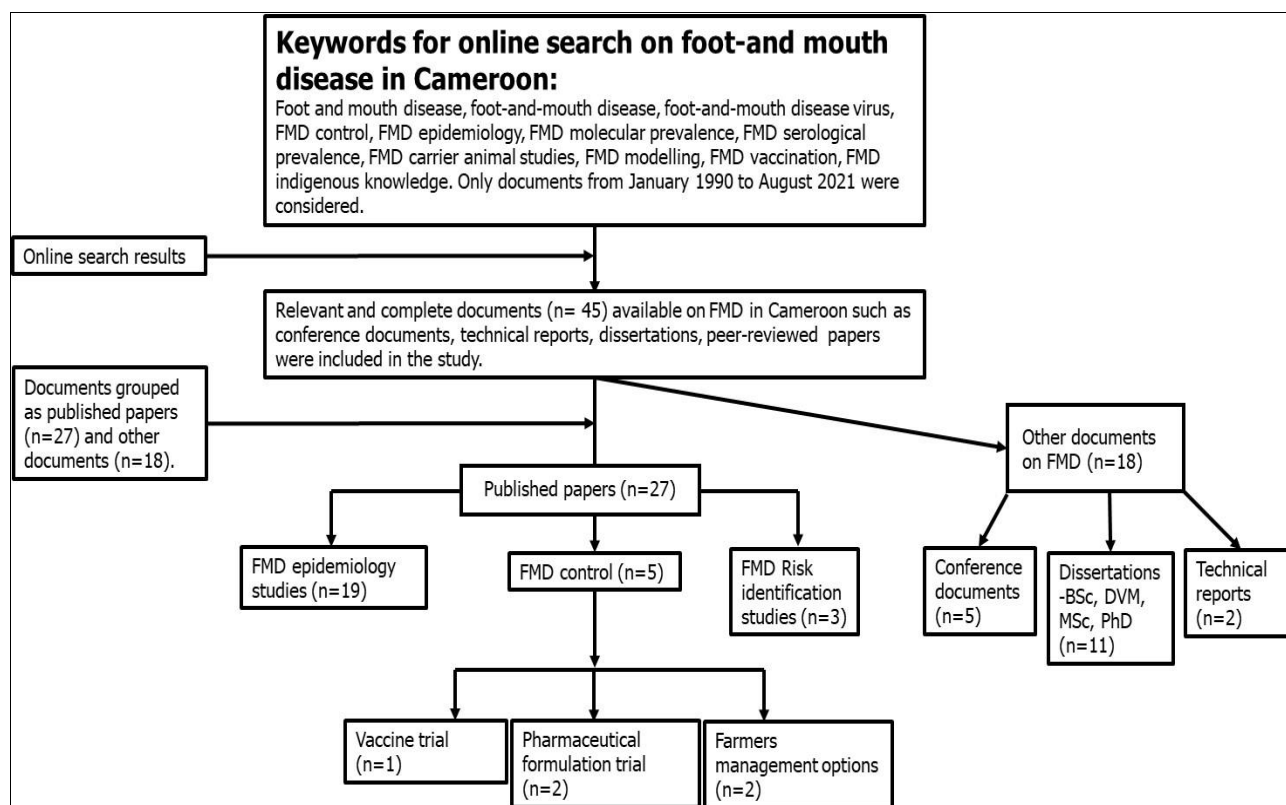 Keywords for online search on foot-and mouth
disease in Cameroon:
Foot and mouth disease, foot-and-mouth disease, foot-and-mouth disease virus,
FMD control, FMD epidemiology, FMD molecular prevalence, FMD serological
prevalence, FMD carrier animal studies, FMD modelling, FMD vaccination, FMD
indigenous knowledge. Only documents from January 1990 to August 2021 were
considered.
Online search results
Relevant and complete documents (n= 45) available on FMD in Cameroon such as
conference documents, technical reports, dissertations, peer-reviewed papers
were included in the study.
Documents grouped
as published papers
(n=27) and other
documents (n=18).
Other documents
on FMD (n=18)
Published papers (n=27)
FMD epidemiology
studies (n=19)
FMD control (n=5)
FMD Risk
identification
studies (n=3)
Conference
documents
(n=5)
Dissertations
-BSc, DVM,
MSc, PhD
(n=11)
Technical
reports
(n=2)
Vaccine trial
(n=1)
Pharmaceutical
formulation trial
(n=2)
Farmers
management options
(n=2)